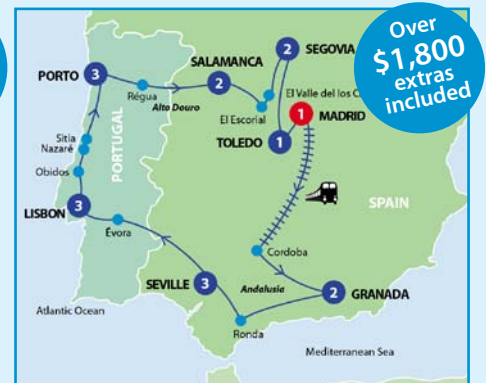 Over
$1,800
extras
included
PORTO 3
Régua
Alto Douro
SALAMANCA
2
2 SEGOVIA
El Valle del los
El Escorial
1 MADRID
TOLEDO
1
PORTUGAL
Sitia
Nazaré
Obidos
LISBON
3
Évora
SPAIN
Cordoba
SEVILLE 3
Andalusia
2 GRANADA
Ronda
Atlantic Ocean
Mediterranean Sea